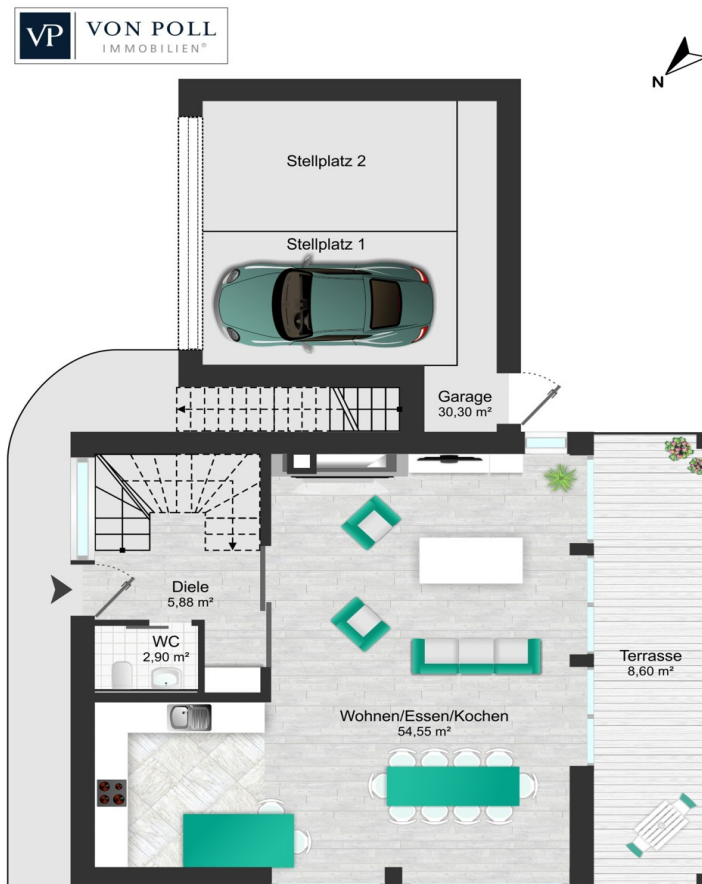 VP VON POLL
IMMOBILIEN®
N
Stellplatz 2
Stellplatz 1
Garage
30,30 m²
Diele
5,88 m²
WC
2,90 m²
Terrasse
8,60 m²
Wohnen/Essen/Kochen
54,55 m²